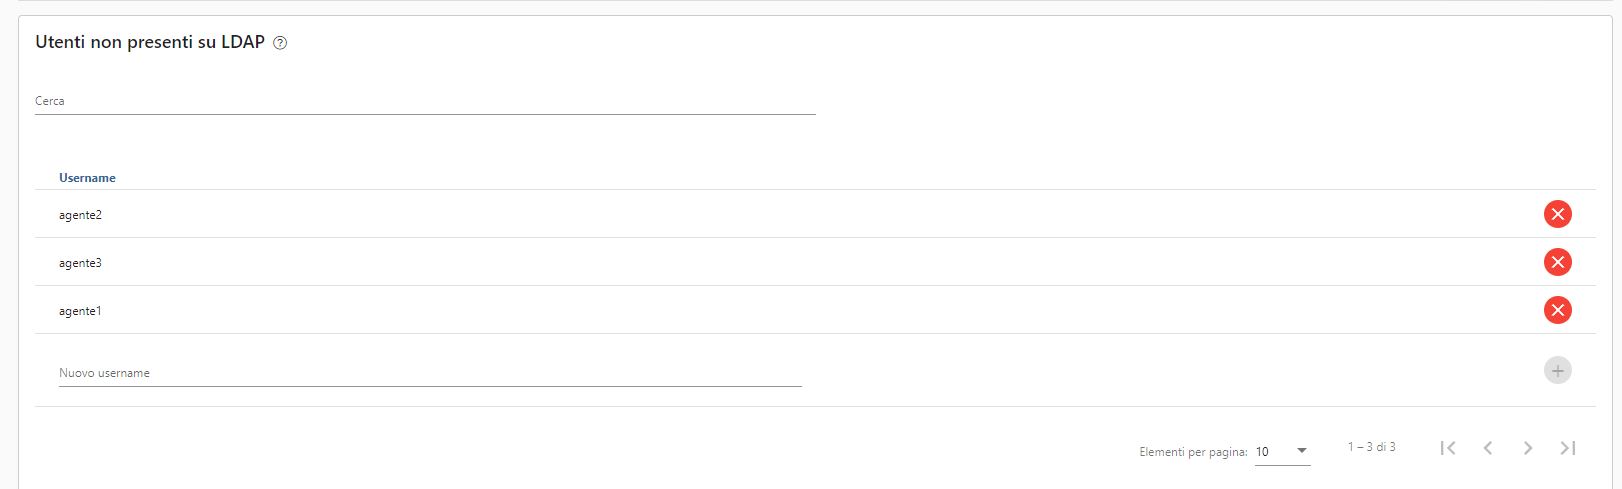 Utenti non presenti su LDAP
Cerca
Username
agente2
agente3
agente1
Nuovo username
Elementi per pagina: 10 1 – 3 di 3